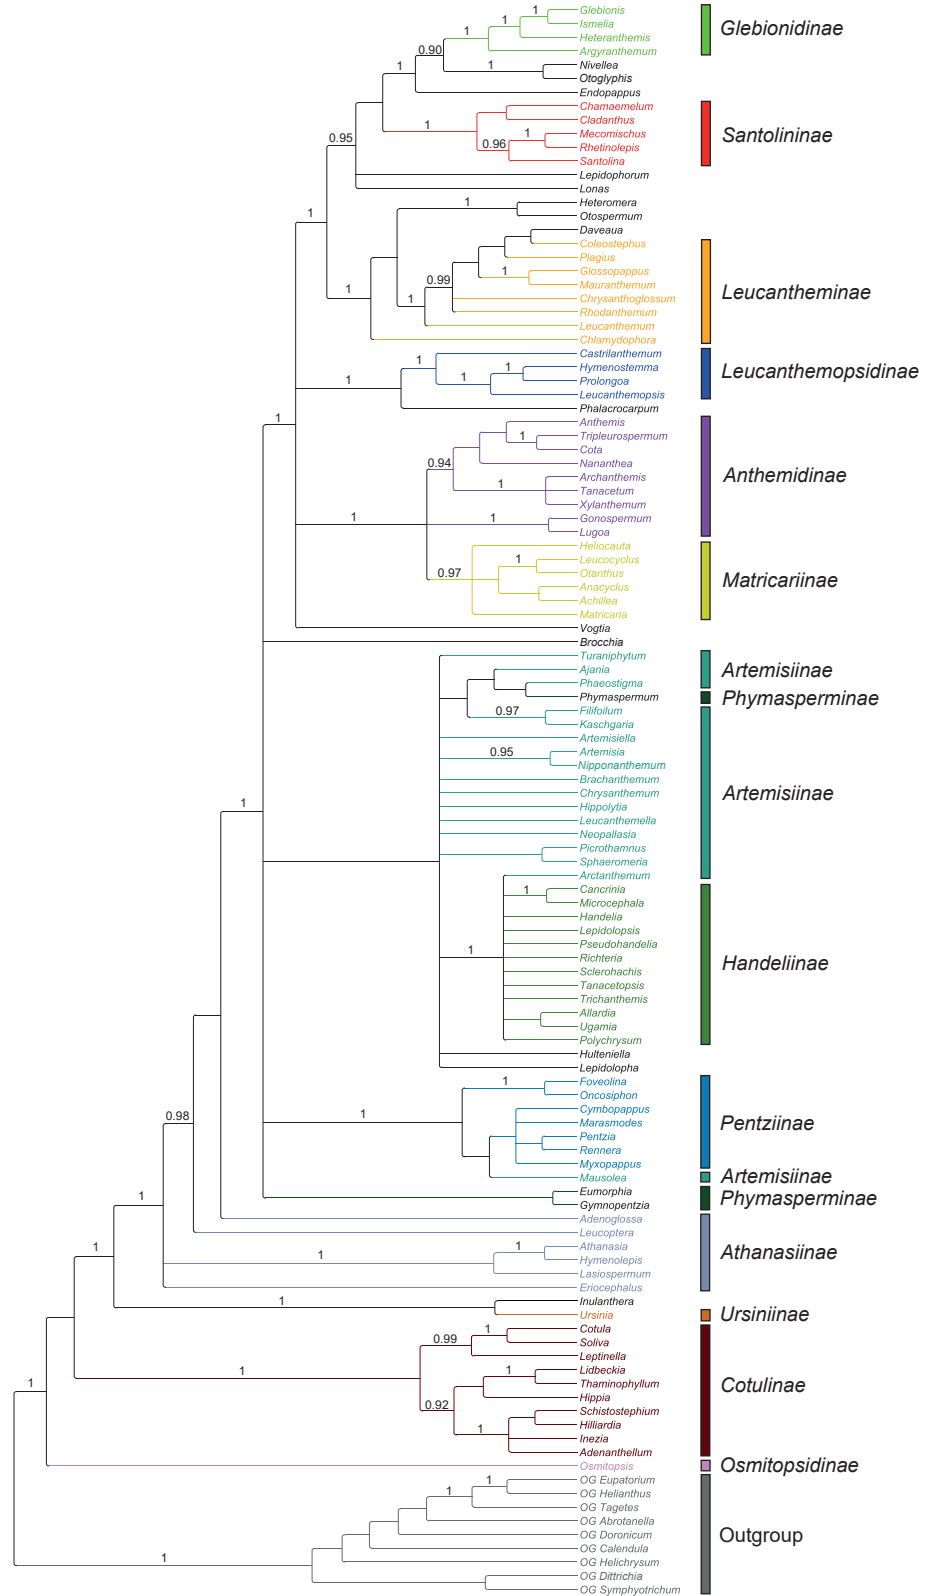 Glebionis
1
Ismelia
1
1
Heteranthemis
Glebionidinae
0.90
Argyranthemum
1
1
Nivellea
Otoglyphis
Endopappus
Chamaemelum
1
Cladanthus
0.95
1
Mecomischus
Santolininae
0.96
Rhetinolepis
Santolina
Lepidophorum
Lonas
1
1
Heteromera
Otospermum
Daveaua
Coleostephus
Plagius
1
Glossopappus
0.99
Mauranthemum
1
1
Chrysanthoglossum
Leucantheminae
Rhodanthemum
Leucanthemum
Chlamydophora
1
Castrilanthemum
1
Hymenostemma
Leucanthemopsidinae
1
1
Prolongoa
Leucanthemopsis
Phalacrocarpum
1
Anthemis
1
Tripleurospermum
Cota
0.94
Nananthea
Anthemidinae
1
Archanthemis
Tanacetum
Xylanthemum
1
1
Gonospermum
Lugoa
Heliocauta
1
Leucocyclus
0.97
Otanthus
Matricariinae
Anacyclus
Achillea
Matricaria
Vogtia
Brocchia
Turaniphytum
Artemisiinae
Ajania
Phaeostigma
Phymaspermum
Phymasperminae
0.97
Filifoilum
Kaschgaria
Artemisiella
0.95
Artemisia
Nipponanthemum
Brachanthemum
Artemisiinae
1
Chrysanthemum
Hippolytia
Leucanthemella
Neopallasia
Picrothamnus
Sphaeromeria
Arctanthemum
1
Cancrinia
Microcephala
Handelia
Lepidolopsis
1
Pseudohandelia
Richteria
Handeliinae
Sclerohachis
Tanacetopsis
Trichanthemis
Allardia
Ugamia
Polychrysum
Hulteniella
Lepidolopha
1
Foveolina
Oncosiphon
0.98
1
Cymbopappus
Marasmodes
Pentziinae
Pentzia
Rennera
Myxopappus
Mausolea
Artemisiinae
1
Eumorphia
Phymasperminae
Gymnopentzia
Adenoglossa
Leucoptera
1
1
1
Athanasia
Athanasiinae
Hymenolepis
Lasiospermum
Eriocephalus
1
Inulanthera
Ursinia
Ursiniinae
1
Cotula
0.99
Soliva
Leptinella
1
1
Lidbeckia
1
Thaminophyllum
Cotulinae
0.92
Hippia
Schistostephium
1
Hilliardia
Inezia
Adenanthellum
Osmitopsis
Osmitopsidinae
1
OG Eupatorium
1
OG Helianthus
OG Tagetes
OG Abrotanella
OG Doronicum
Outgroup
OG Calendula
1
OG Helichrysum
OG Dittrichia
OG Symphyotrichum